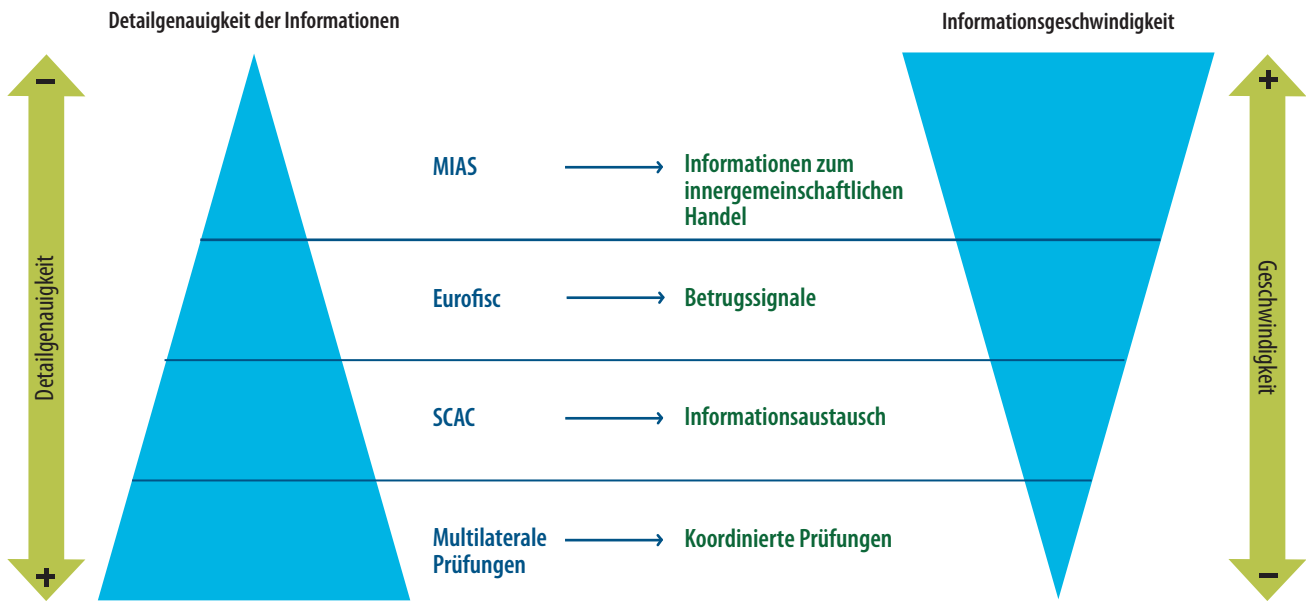 Detailgenauigkeit der Informationen
Informationsgeschwindigkeit
–
+
MIAS
Informationen zum
innergemeinschaftlichen
Handel
Detailgenauigkeit
Geschwindigkeit
Eurofisc
Betrugssignale
SCAC
Informationsaustausch
Multilaterale
Prüfungen
Koordinierte Prüfungen
+
–